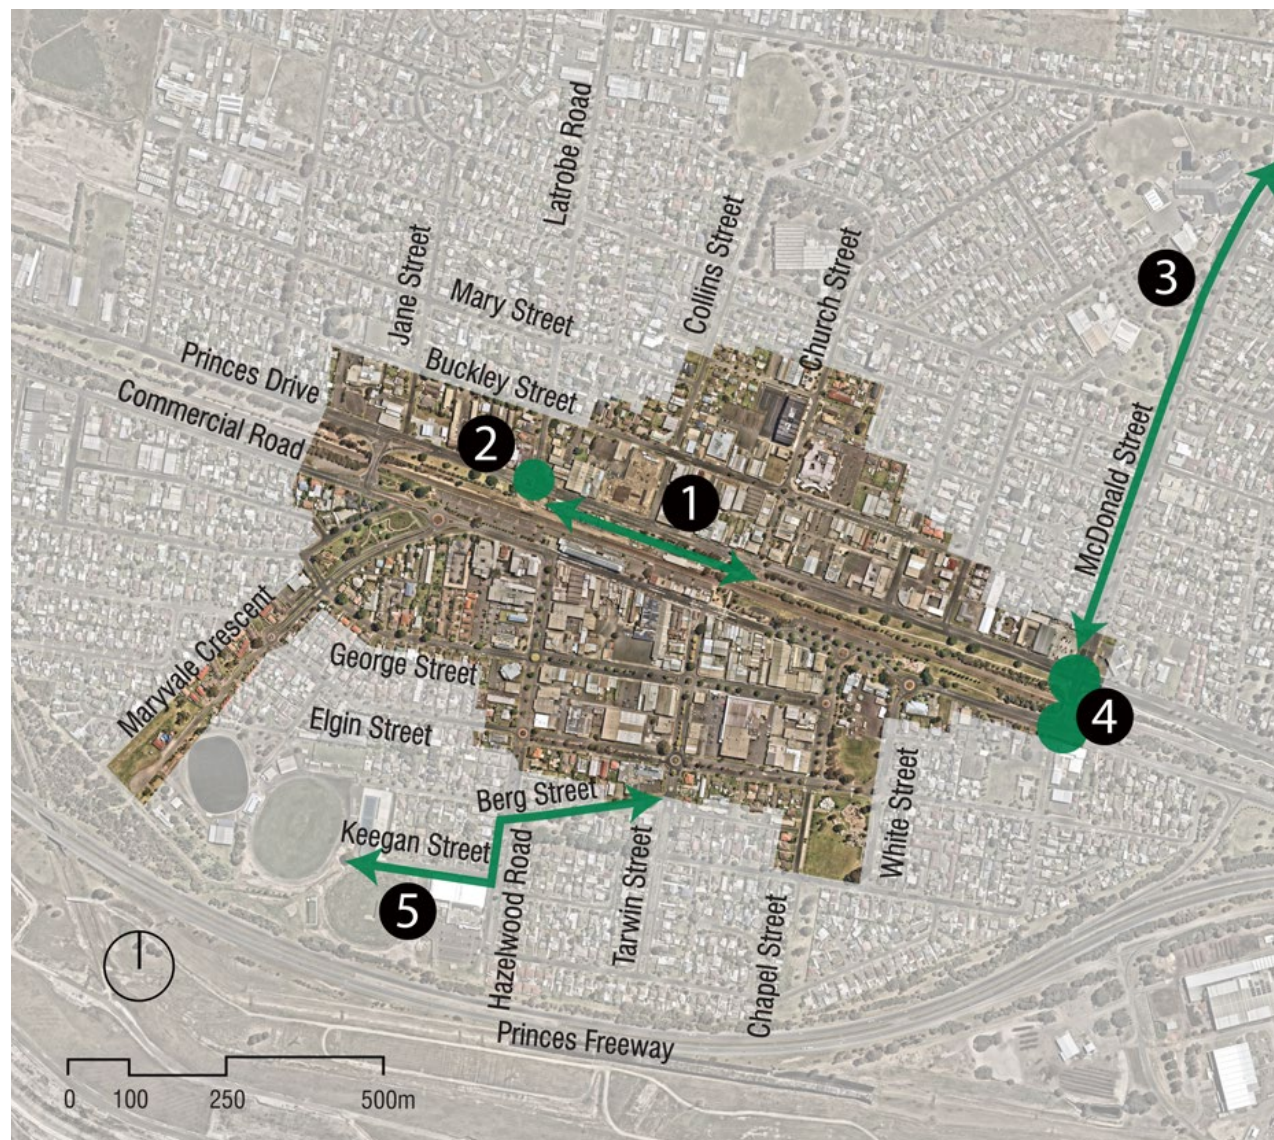 Latrobe Road
Collins Street
Jane Street
Church Street
3
Mary Street
Princes Drive
Buckley Street
Commercial Road
2
1
McDonald Street
Maryvale Crescent
George Street
4
Elgin Street
Berg Street
White Street
Keegan Street
5
Hazelwood Road
Tarwin Street
Chapel Street
Princes Freeway
0 100 250 500m